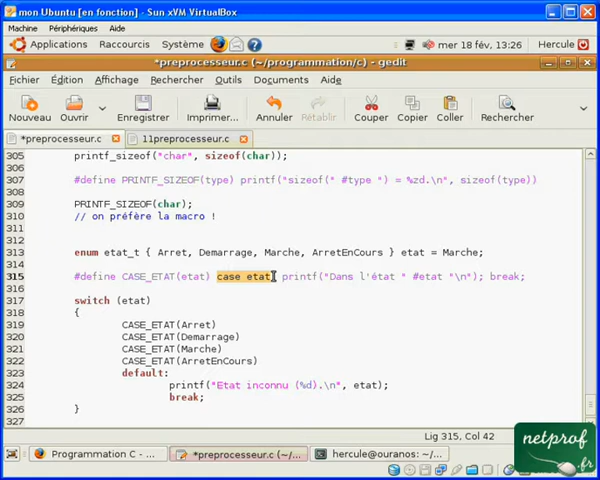 mon Ubuntu [en fonction] - Sun xVM VirtualBox
Machine Périphériques Aide
Applications Raccourcis Système mer 18 fév, 13:26 Hercule
*preprocesseur.c (~/programmation/c) - gedit
Fichier Édition Affichage Rechercher Outils Documents Aide
Nouveau Ouvrir Enregistrer Imprimer... Annuler Rétablir Couper Copier Coller Rechercher
*preprocesseur.c 11preprocesseur.c
305 printf_sizeof("char", sizeof(char));
306
307 #define PRINTF_SIZEOF(type) printf("sizeof(" #type ") = %zd.\n", sizeof(type))
308
309 PRINTF_SIZEOF(char);
310 // on préfère la macro !
311
312
313 enum etat_t { Arret, Demarrage, Marche, ArretEnCours } etat = Marche;
314
315 #define CASE_ETAT(etat) case etat: printf("Dans l'état " #etat "\n"); break;
316
317 switch (etat)
318 {
319 CASE_ETAT(Arret)
320 CASE_ETAT(Demarrage)
321 CASE_ETAT(Marche)
322 CASE_ETAT(ArretEnCours)
323 default:
324 printf("Etat inconnu (%d).\n", etat);
325 break;
326 }
327
Lig 315, Col 42
Programmation C - ... *preprocesseur.c (~/... hercule@ouranos: ~/...
netprof
.fr
Ctrl droite